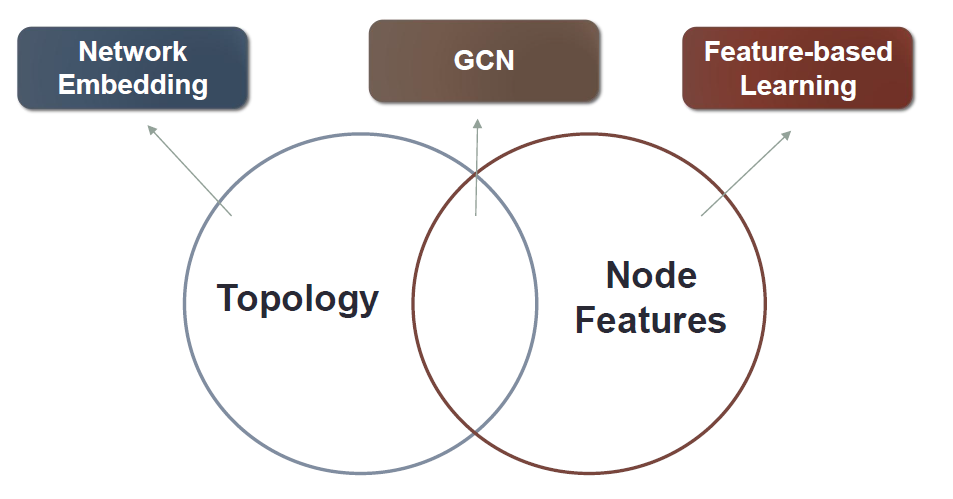 Network
Embedding
GCN
Feature-based
Learning
Topology
Node
Features